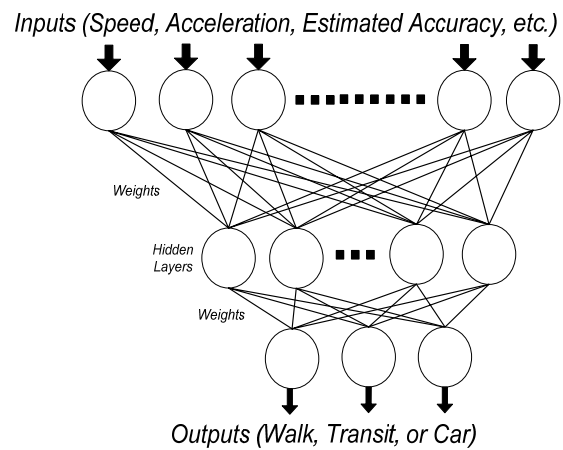 Inputs (Speed, Acceleration, Estimated Accuracy, etc.)
Weights
Hidden
Layers
Weights
Outputs (Walk, Transit, or Car)